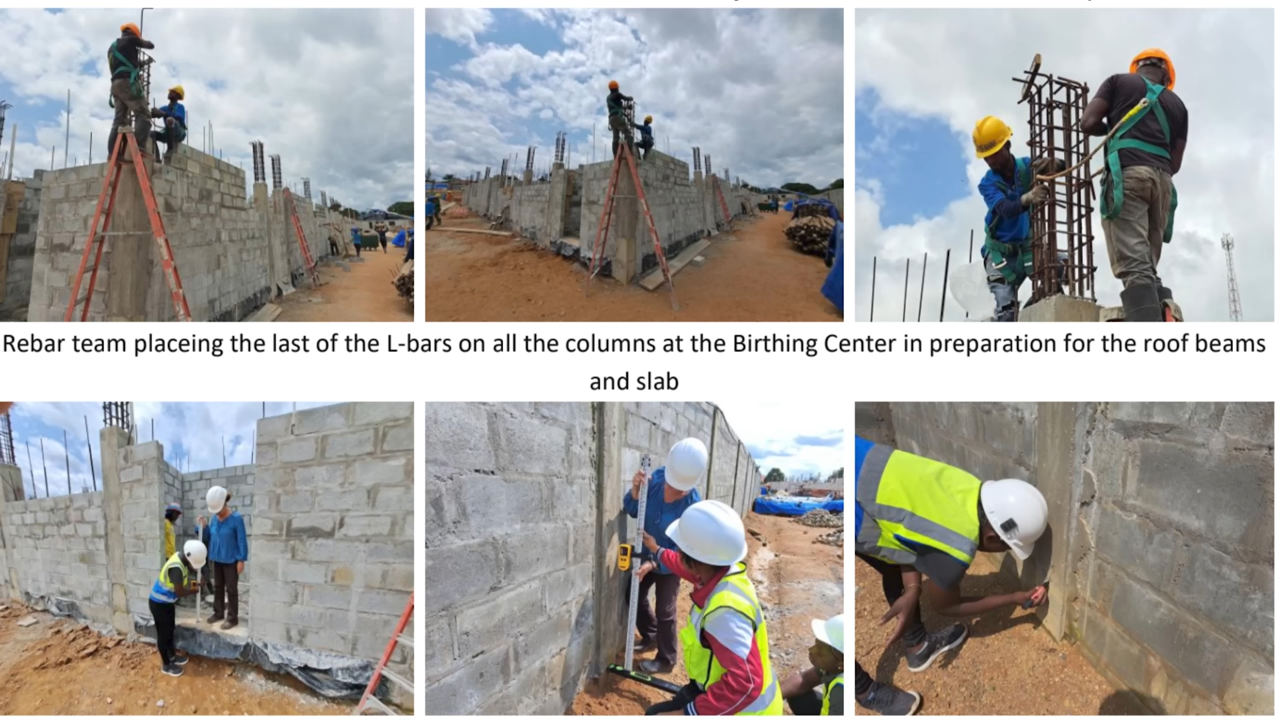 Rebar team placeing the last of the L-bars on all the columns at the Birthing Center in preparation for the roof beams
and slab